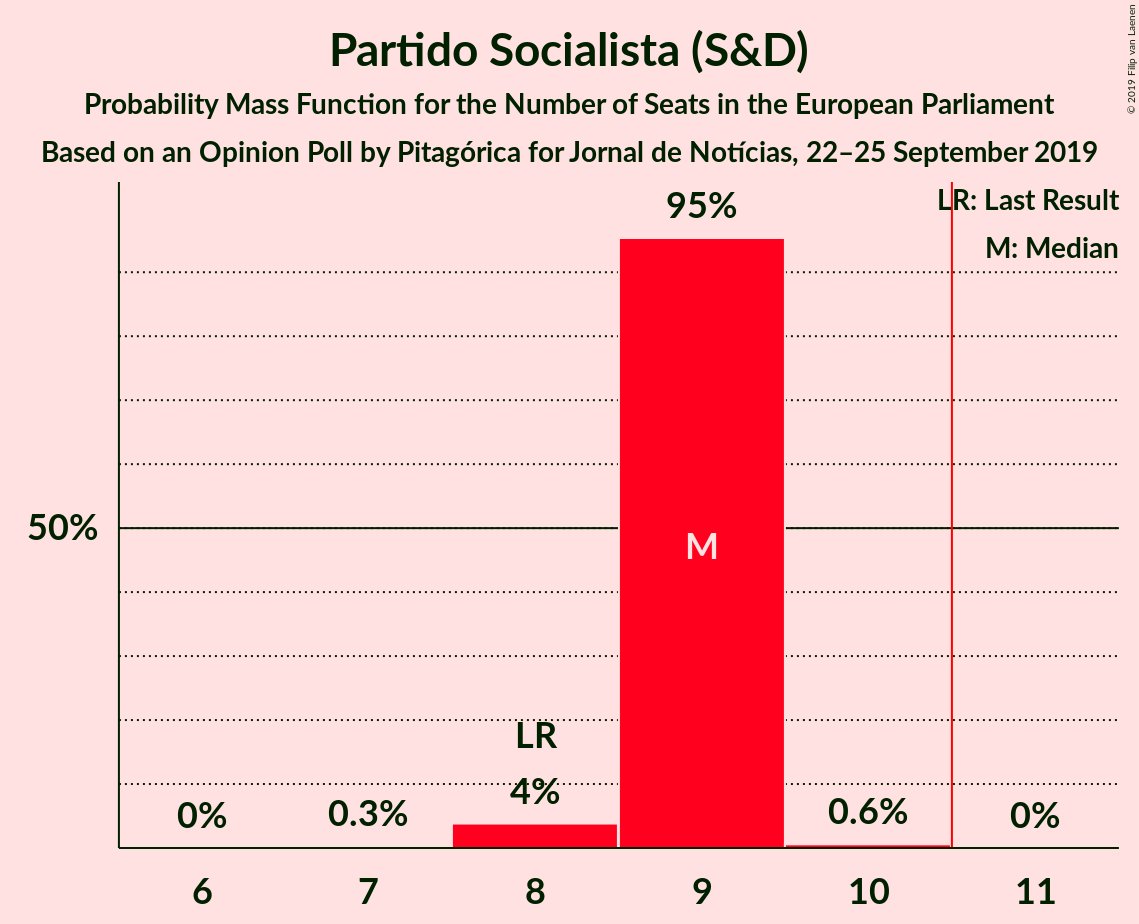 Partido Socialista (S&D)
Probability Mass Function for the Number of Seats in the European Parliament
Based on an Opinion Poll by Pitagórica for Jornal de Notícias, 22–25 September 2019
© 2019 Filip van Laenen
LR: Last Result
M: Median
95%
50%
M
LR
4%
0%
0.3%
0.6%
0%
6
7
8
9
10
11